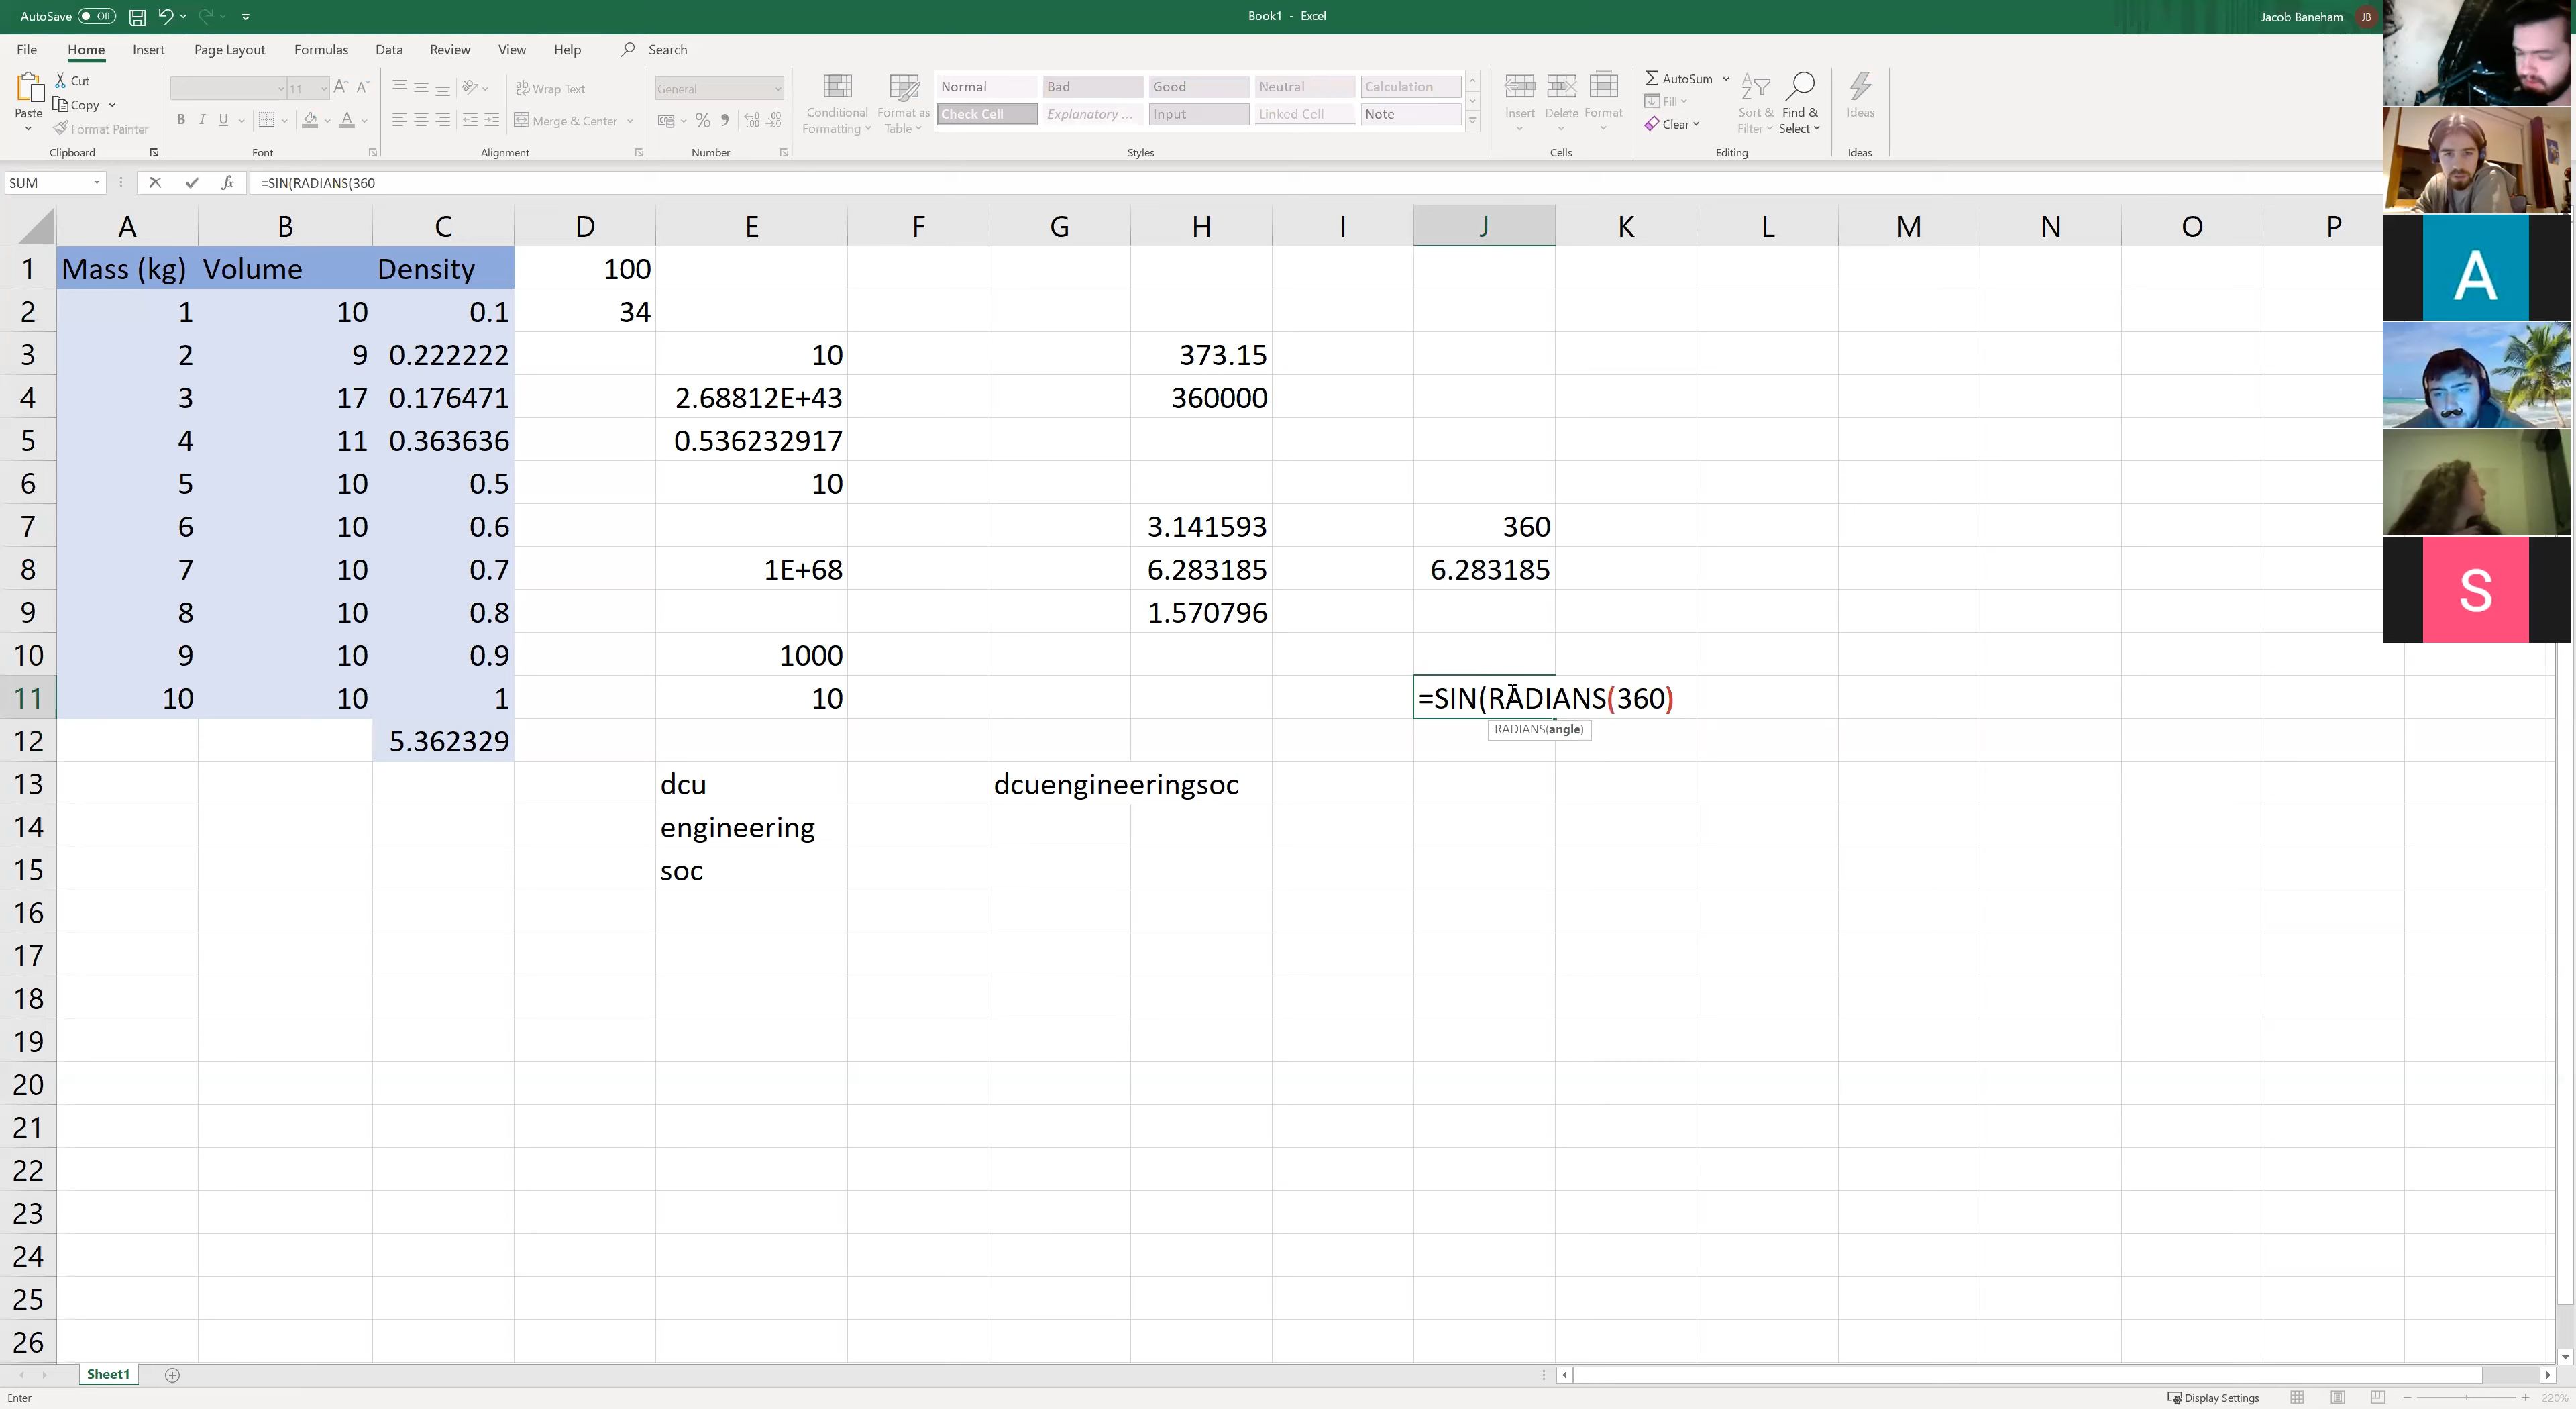 AutoSave Off
Book1 - Excel
Jacob Baneham JB
File Home Insert Page Layout Formulas Data Review View Help Search
Paste Cut Copy Format Painter Clipboard
11 B I U Font
Wrap Text Merge & Center Alignment
General % Number
Conditional Formatting Format as Table
Normal Bad Good Neutral Calculation
Check Cell Explanatory ... Input Linked Cell Note
Styles
Insert Delete Format Cells
AutoSum Fill Clear Sort & Filter Find & Select Editing
Ideas Ideas
SUM fx =SIN(RADIANS(360
A B C D E F G H I J K L M N O P
1 Mass (kg) Volume Density 100
2 1 10 0.1 34
3 2 9 0.222222 10 373.15
4 3 17 0.176471 2.68812E+43 360000
5 4 11 0.363636 0.536232917
6 5 10 0.5 10
7 6 10 0.6 3.141593 360
8 7 10 0.7 1E+68 6.283185 6.283185
9 8 10 0.8 1.570796
10 9 10 0.9 1000
11 10 10 1 10 =SIN(RADIANS(360)
RADIANS(angle)
12 5.362329
13 dcu dcuengineeringsoc
14 engineering
15 soc
16
17
18
19
20
21
22
23
24
25
26
A
S
Sheet1
Enter Display Settings 220%